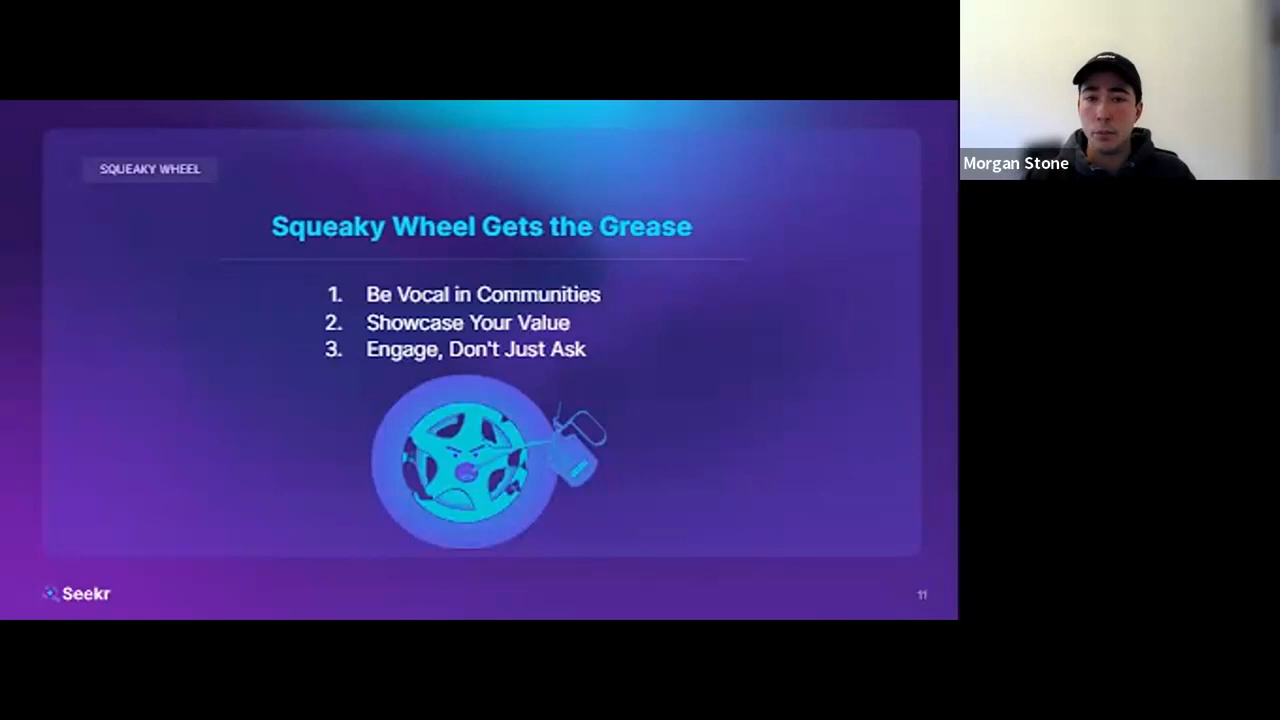 SQUEAKY WHEEL
Squeaky Wheel Gets the Grease
1. Be Vocal in Communities
2. Showcase Your Value
3. Engage, Don't Just Ask
Seekr
11
Morgan Stone